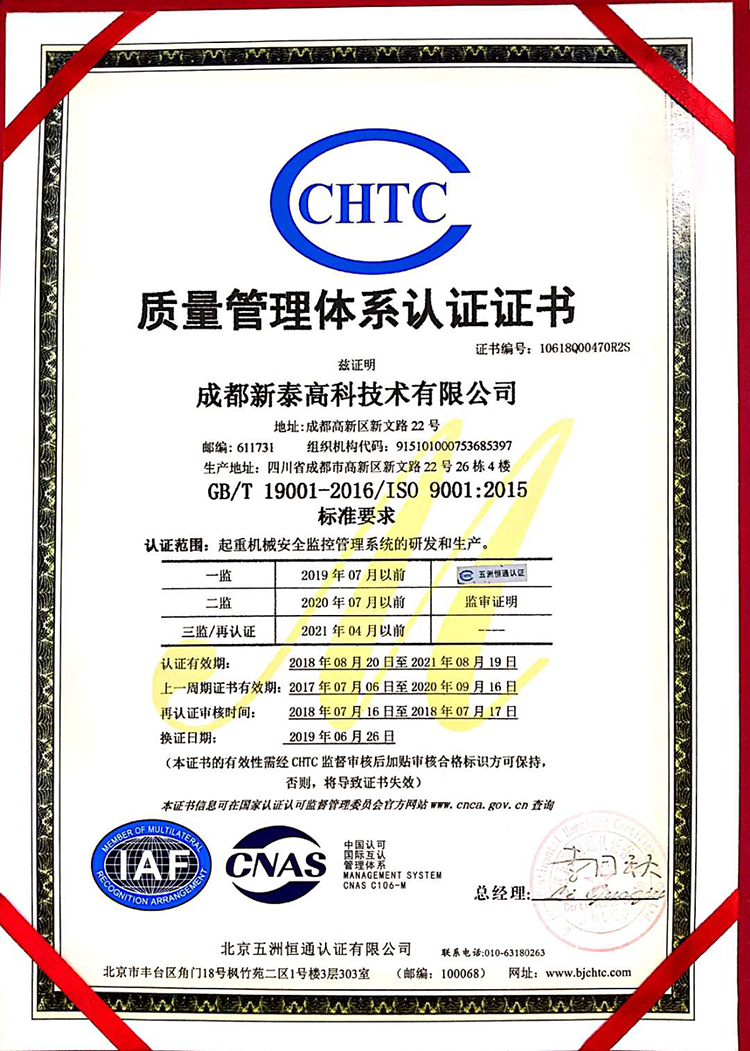 CHTC
质量管理体系认证证书
证书编号：10618Q00470R2S
兹证明
成都新泰高科技术有限公司
地址:成都高新区新文路22号
邮编：611731 组织机构代码：915101000753685397
生产地址：四川省成都市高新区新文路22号26栋4楼
GB/T 19001-2016/ISO 9001:2015
标准要求
认证范围：起重机械安全监控管理系统的研发和生产。
一监 2019年07月以前 五洲恒通认证
二监 2020年07月以前 监审证明
三监/再认证 2021年04月以前 ----
认证有效期： 2018年08月20日至2021年08月19日
上一周期证书有效期：2017年07月06日至2020年09月16日
再认证审核时间： 2018年07月16日至2018年07月17日
换证日期： 2019年06月26日
（本证书的有效性需经CHTC监督审核后加贴审核合格标识方可保持，
否则，将导致证书失效）
本证书信息可在国家认证认可监督管理委员会官方网站www.cnca.gov.cn查询
MEMBER OF MULTILATERAL
IAF
RECOGNITION ARRANGEMENT
CNAS
中国认可
国际互认
管理体系
MANAGEMENT SYSTEM
CNAS C106-M
总经理:
北京五洲恒通认证有限公司 联系电话:010-63180263
北京市丰台区角门18号枫竹苑二区1号楼3层303室 （邮编：100068） 网址：www.bjchtc.com